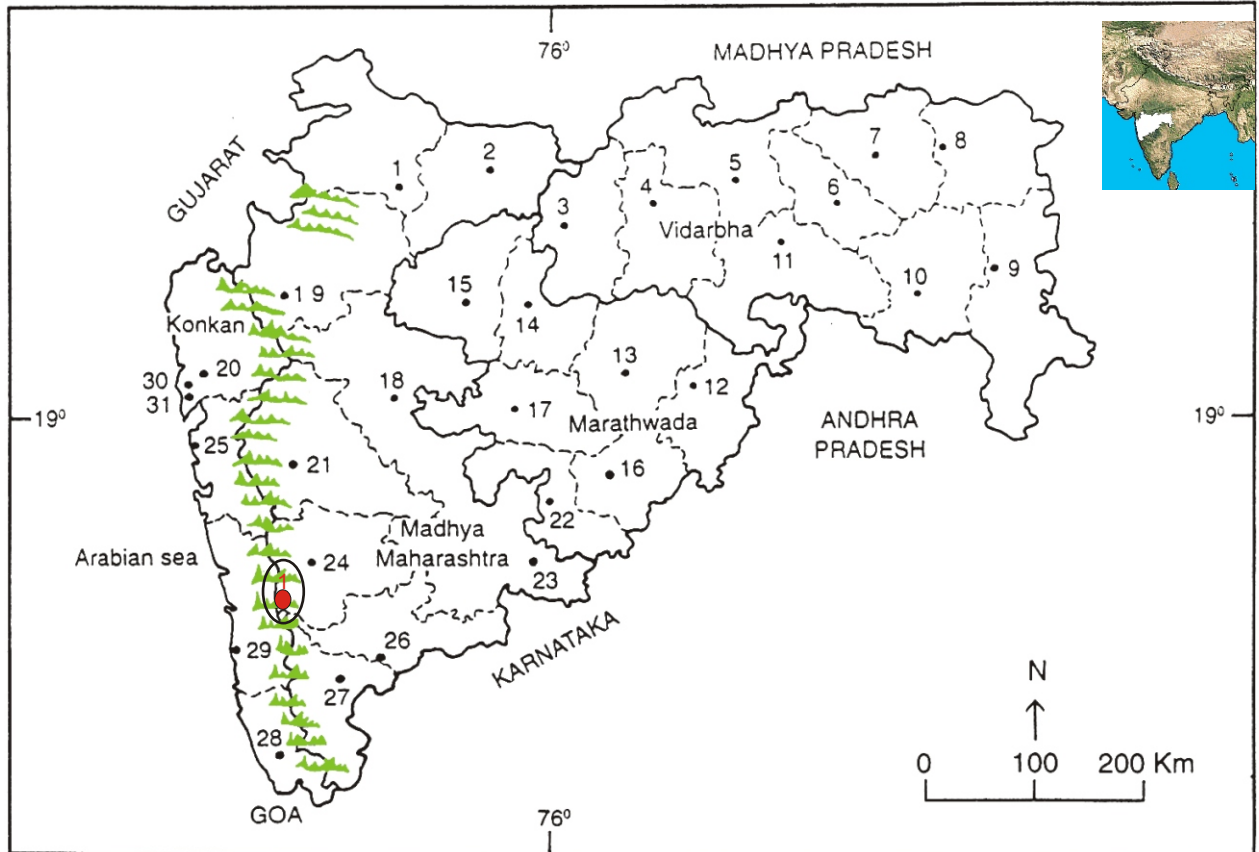 76⁰
MADHYA PRADESH
GUJARAT
1
2
3
4
5
6
7
8
Vidarbha
9
10
11
15
14
19
Konkan
13
12
30
20
31
18
17
Marathwada
19⁰
19⁰
ANDHRA
PRADESH
25
21
16
22
Madhya
Maharashtra
Arabian sea
24
23
1
KARNATAKA
29
26
27
28
GOA
76⁰
N
0 100 200 Km